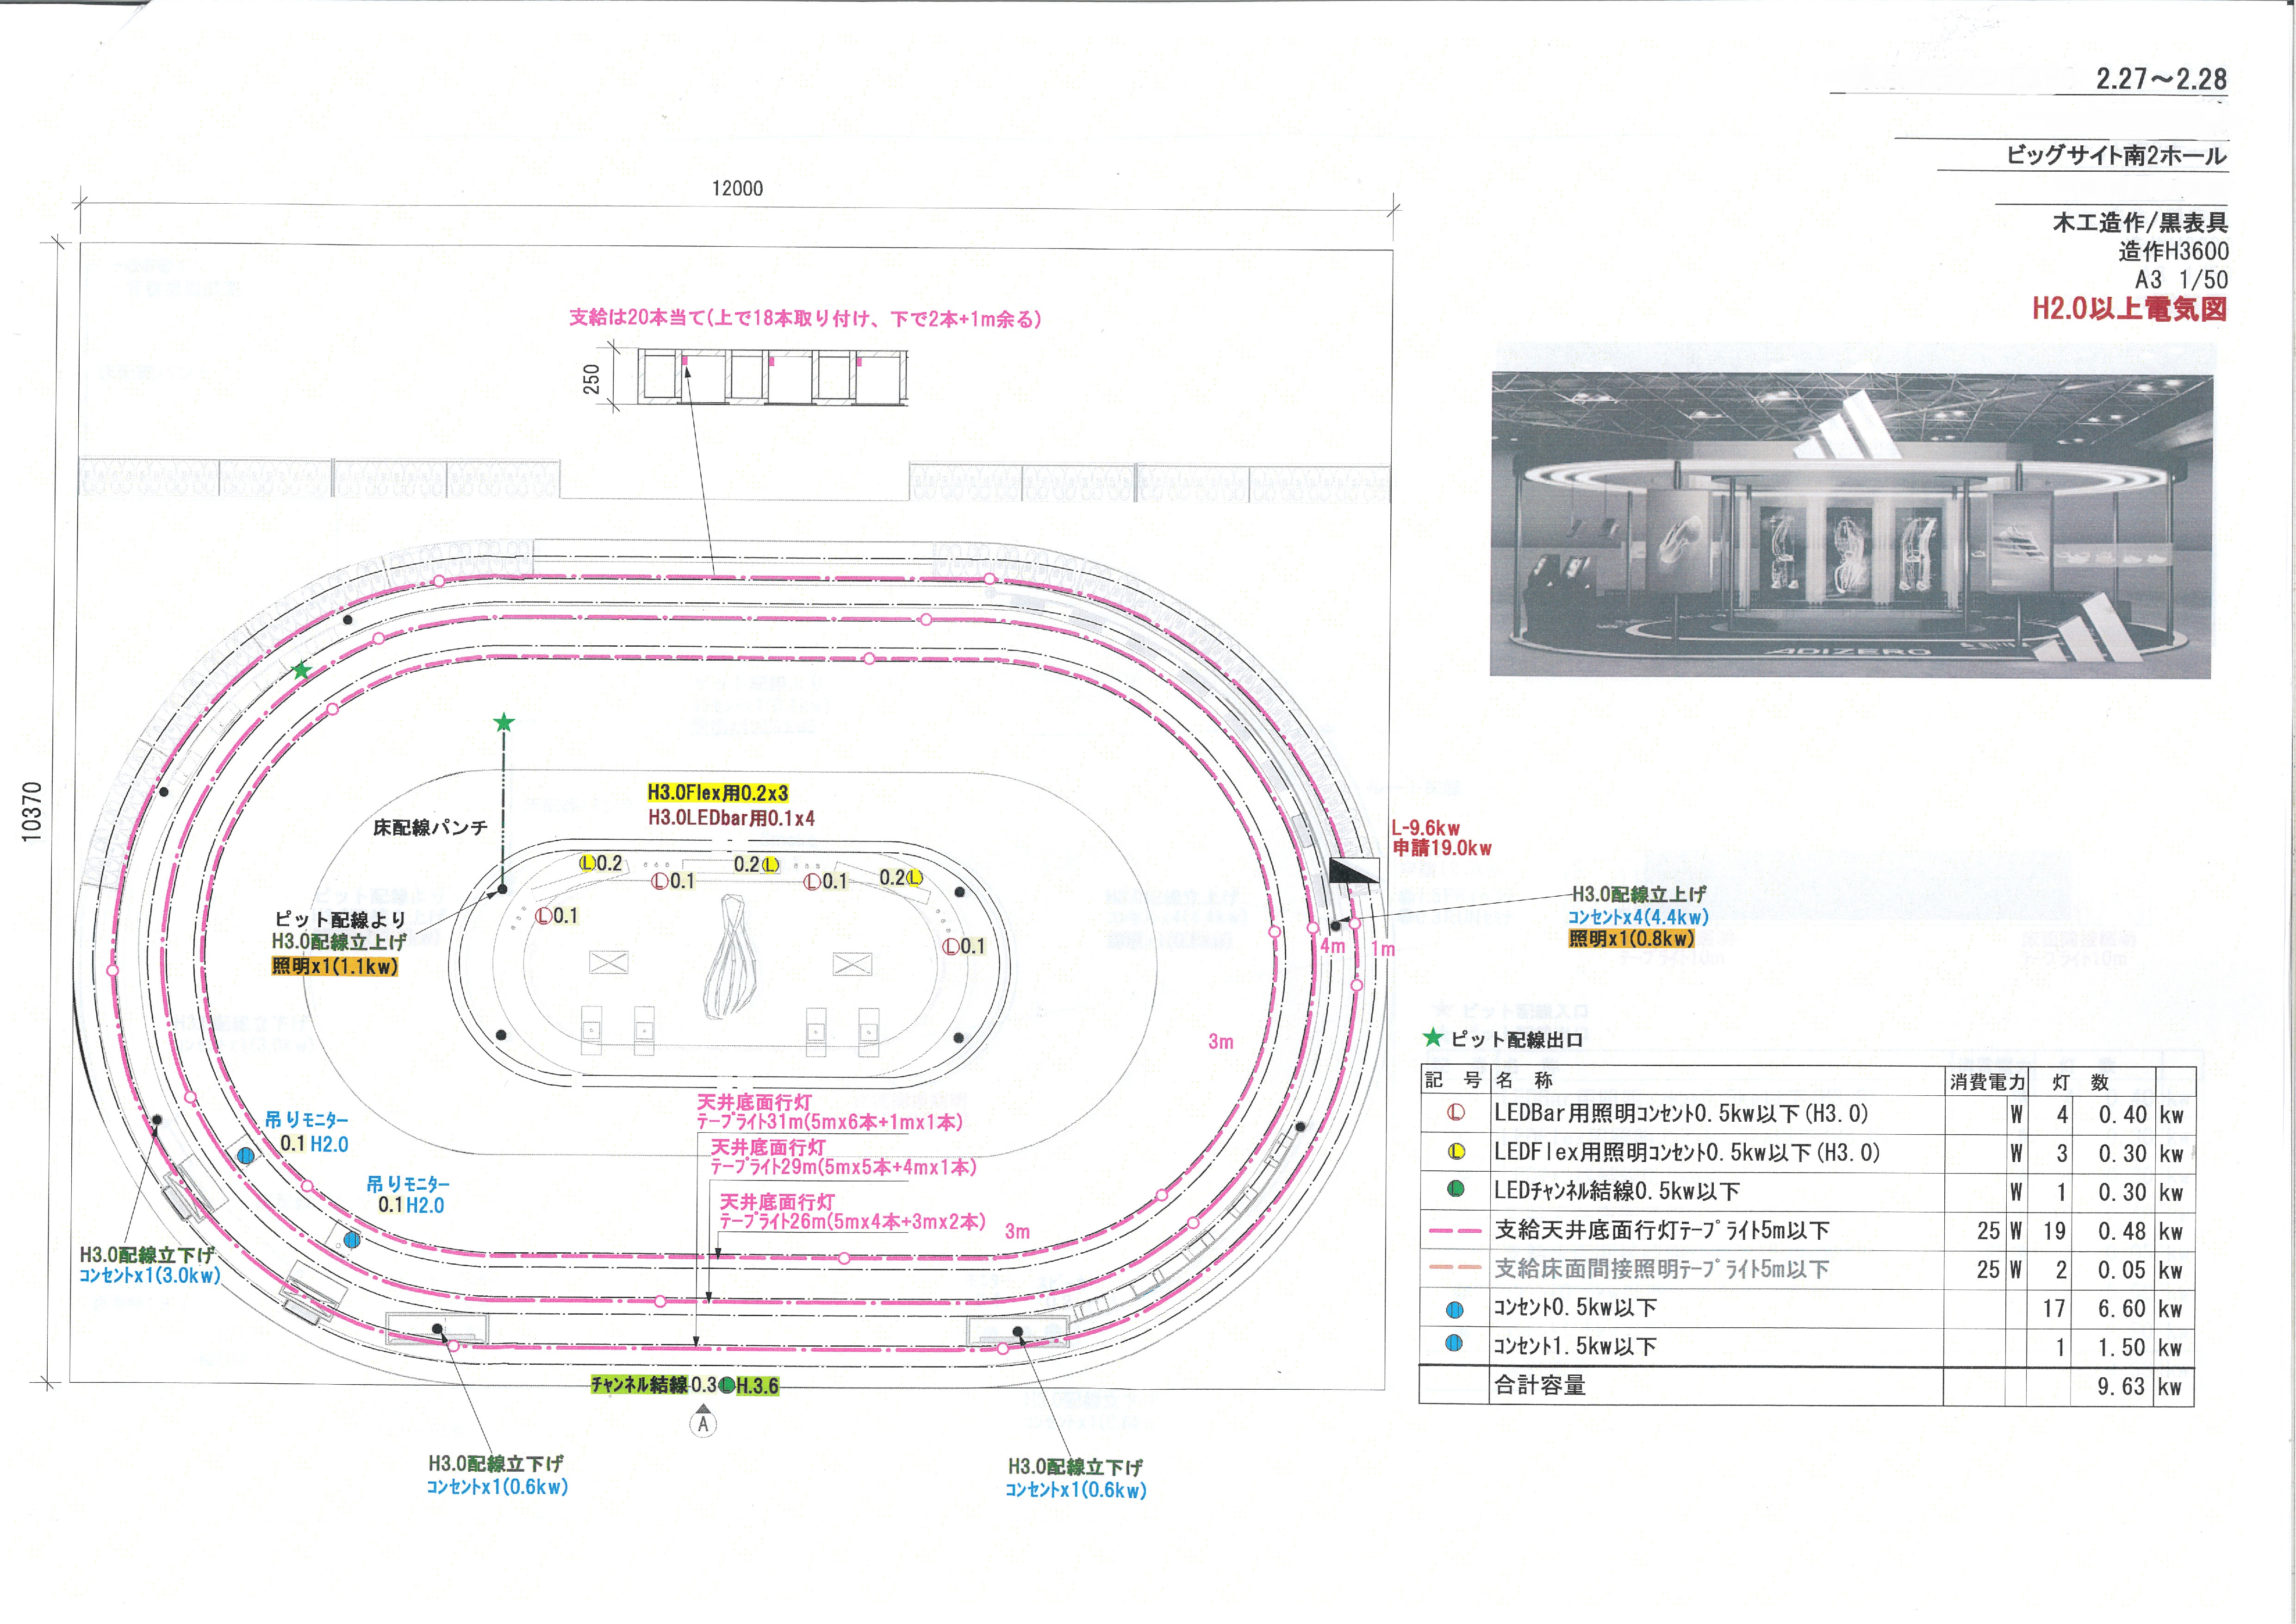 2.27～2.28
ビッグサイト南2ホール
木工造作/黒表具
造作H3600
A3 1/50
H2.0以上電気図
12000
10370
支給は20本当て(上で18本取り付け、下で2本+1m余る)
250
ADIZERO
H3.0Flex用0.2x3
H3.0LEDbar用0.1x4
床配線パンチ
Ⓛ0.2
0.2Ⓛ
0.2Ⓛ
Ⓛ0.1
Ⓛ0.1
Ⓛ0.1
Ⓛ0.1
ピット配線より
H3.0配線立上げ
照明x1(1.1kw)
L-9.6kw
申請19.0kw
H3.0配線立上げ
コンセントx4(4.4kw)
照明x1(0.8kw)
4m
1m
3m
3m
吊りモニター
0.1 H2.0
吊りモニター
0.1 H2.0
天井底面行灯
テープライト31m(5mx6本+1mx1本)
天井底面行灯
テープライト29m(5mx5本+4mx1本)
天井底面行灯
テープライト26m(5mx4本+3mx2本)
H3.0配線立下げ
コンセントx1(3.0kw)
チャンネル結線0.3ⓁH.3.6
A
H3.0配線立下げ
コンセントx1(0.6kw)
H3.0配線立下げ
コンセントx1(0.6kw)
★ピット配線出口
記 号 名 称 消費電力 灯 数
Ⓛ LEDBar用照明コンセント0.5kw以下(H3.0) W 4 0.40 kw
Ⓛ LEDFlex用照明コンセント0.5kw以下(H3.0) W 3 0.30 kw
Ⓛ LEDチャンネル結線0.5kw以下 W 1 0.30 kw
支給天井底面行灯テープライト5m以下 25 W 19 0.48 kw
支給床面間接照明テープライト5m以下 25 W 2 0.05 kw
コンセント0.5kw以下 17 6.60 kw
コンセント1.5kw以下 1 1.50 kw
合計容量 9.63 kw